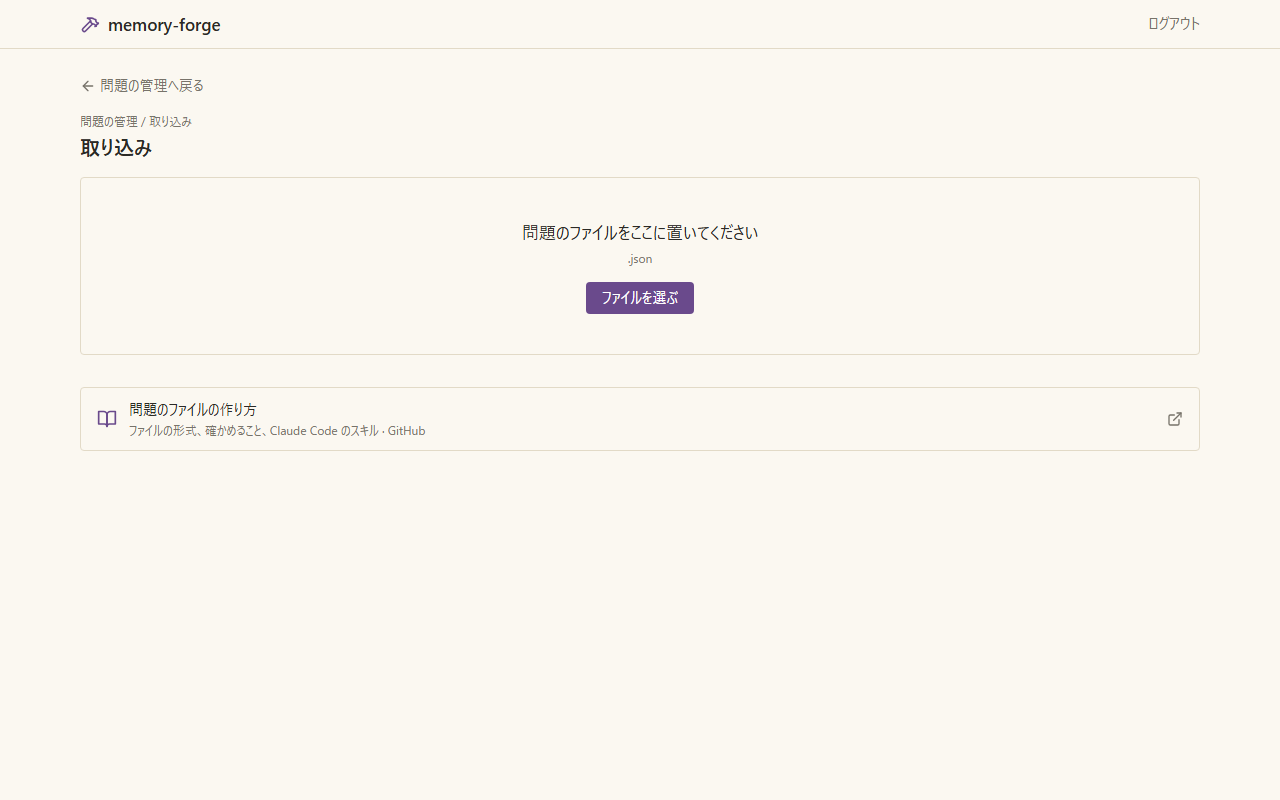 memory-forge
ログアウト
問題の管理へ戻る
問題の管理 / 取り込み
取り込み
問題のファイルをここに置いてください
.json
ファイルを選ぶ
問題のファイルの作り方
ファイルの形式、確かめること、Claude Code のスキル · GitHub